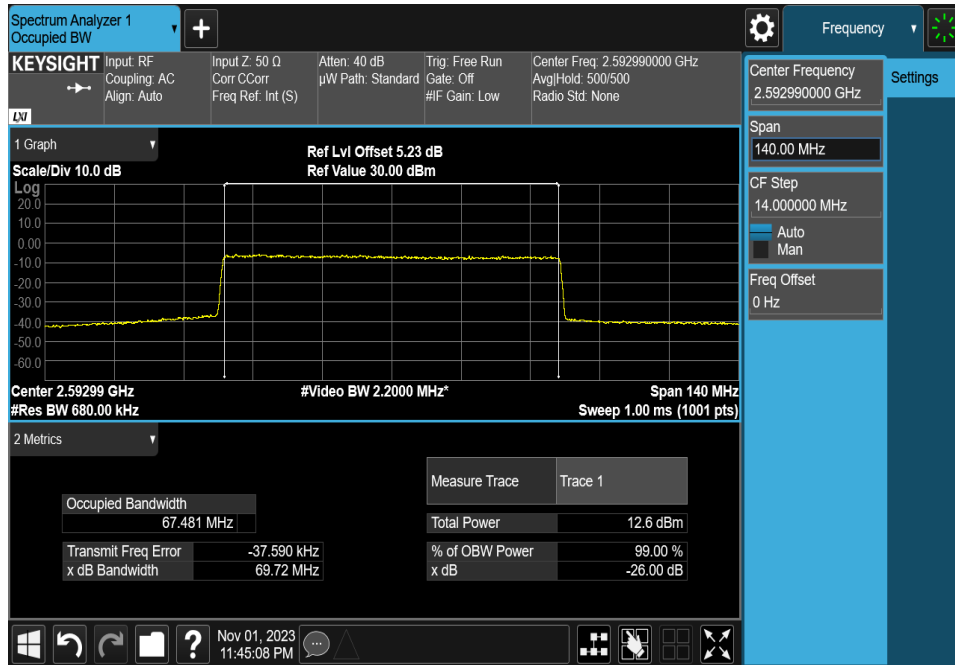 Spectrum Analyzer 1
Occupied BW
Frequency
KEYSIGHT
LXI
Input: RF
Coupling: AC
Align: Auto
Input Z: 50 Ω
Corr CCorr
Freq Ref: Int (S)
Atten: 40 dB
µW Path: Standard
Trig: Free Run
Gate: Off
#IF Gain: Low
Center Freq: 2.592990000 GHz
Avg|Hold: 500/500
Radio Std: None
Center Frequency
2.592990000 GHz
Settings
Span
140.00 MHz
CF Step
14.000000 MHz
Auto
Man
Freq Offset
0 Hz
1 Graph
Scale/Div 10.0 dB
Ref Lvl Offset 5.23 dB
Ref Value 30.00 dBm
Log
20.0
10.0
0.00
-10.0
-20.0
-30.0
-40.0
-50.0
-60.0
Center 2.59299 GHz
#Video BW 2.2000 MHz*
Span 140 MHz
#Res BW 680.00 kHz
Sweep 1.00 ms (1001 pts)
2 Metrics
Measure Trace
Trace 1
Occupied Bandwidth
67.481 MHz
Total Power
12.6 dBm
Transmit Freq Error
-37.590 kHz
% of OBW Power
99.00 %
x dB Bandwidth
69.72 MHz
x dB
-26.00 dB
?
Nov 01, 2023
11:45:08 PM